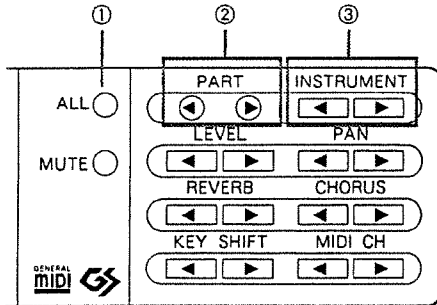 ① ② ③
PART INSTRUMENT
ALL
LEVEL PAN
MUTE
REVERB CHORUS
KEY SHIFT MIDI CH
GENERAL
MIDI GS